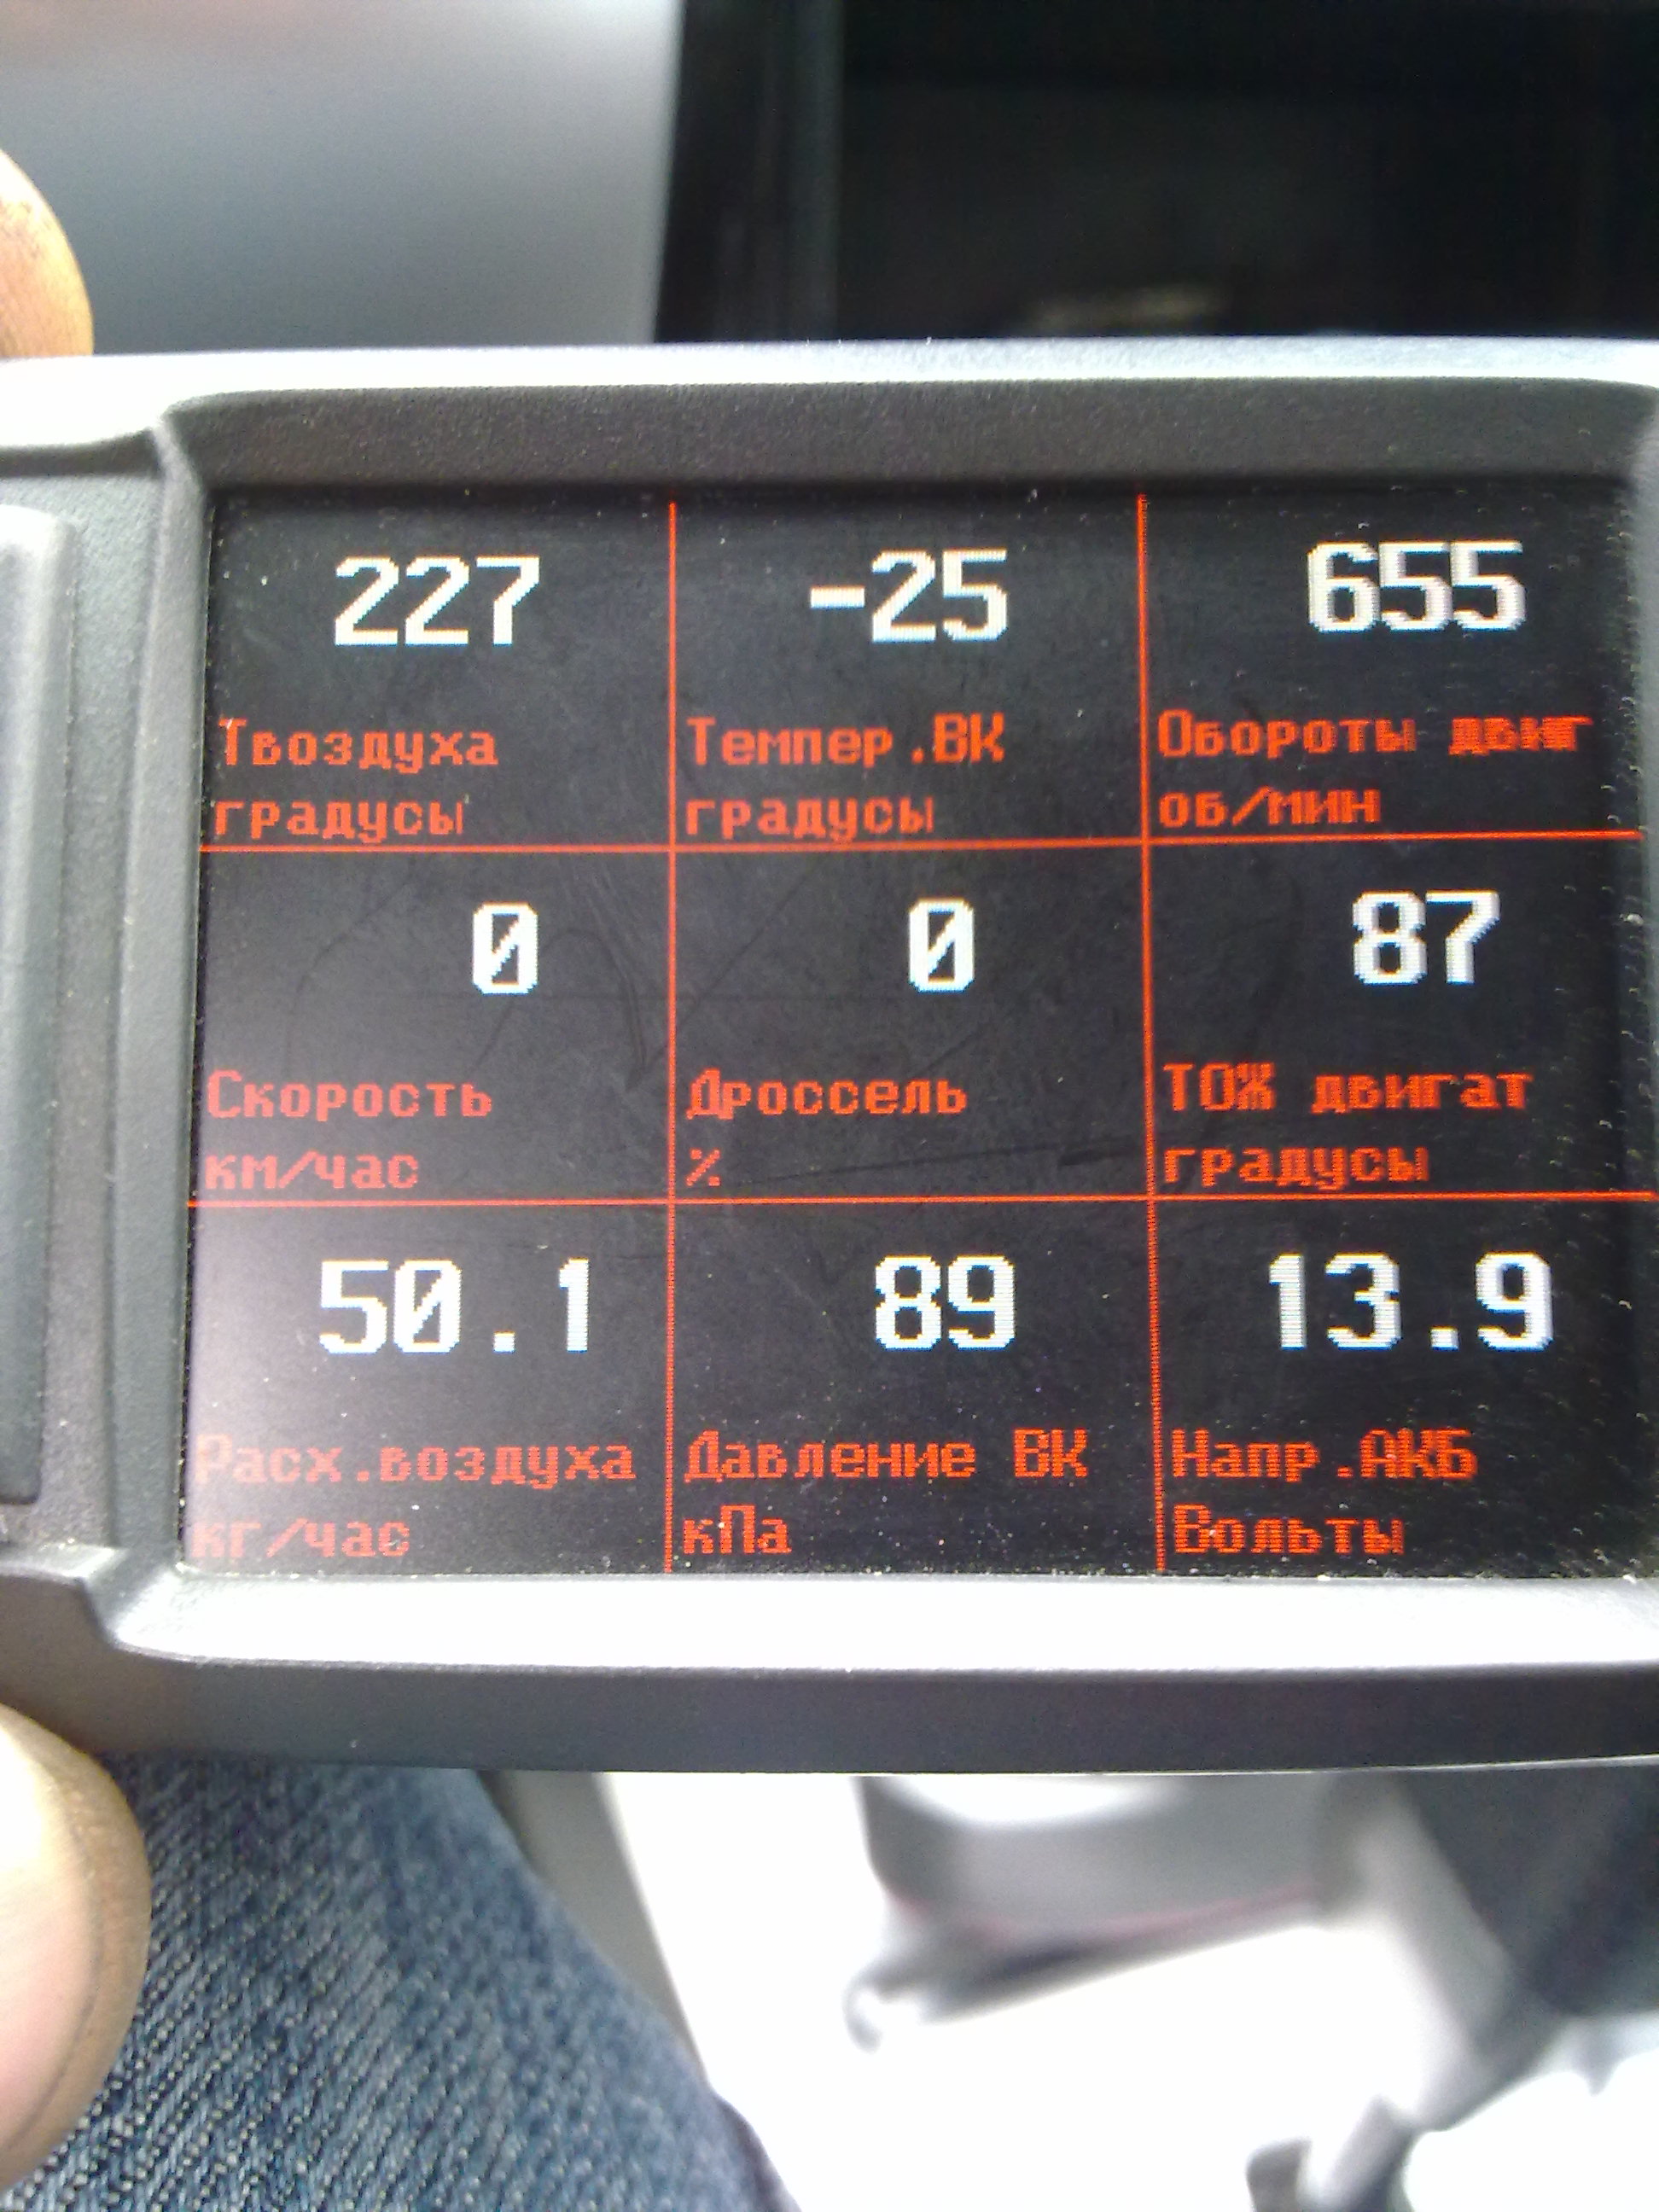 227
Твоздуха
градусы
-25
Темпер.ВК
градусы
655
Обороты двиг
об/мин
0
Скорость
км/час
0
Дроссель
%
87
ТОЖ двигат
градусы
50.1
Расх.воздуха
кг/час
89
Давление ВК
кПа
13.9
Напр.АКБ
Вольты